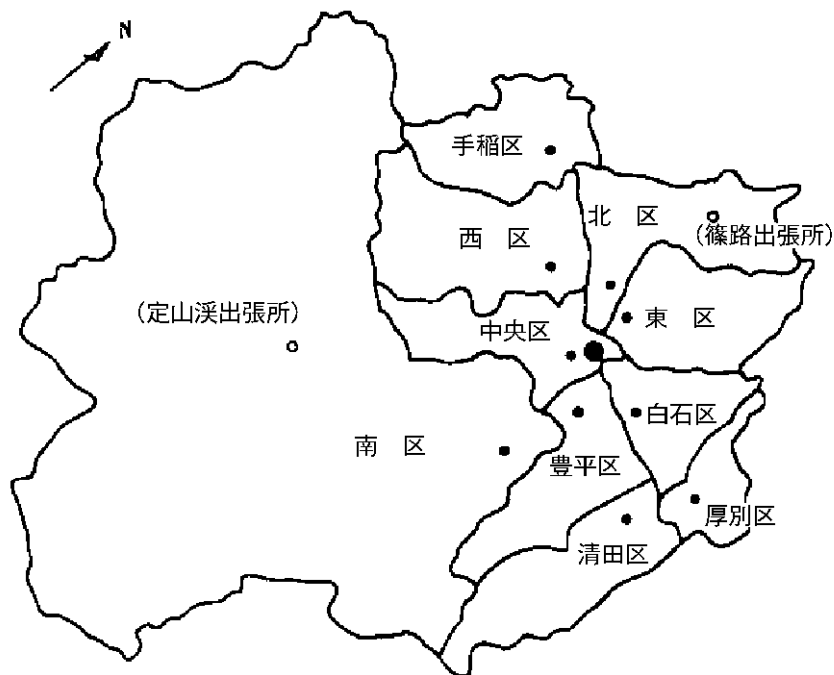 N
手稲区
北　区
(篠路出張所)
西　区
(定山渓出張所)
中央区
東　区
南　区
白石区
豊平区
厚別区
清田区